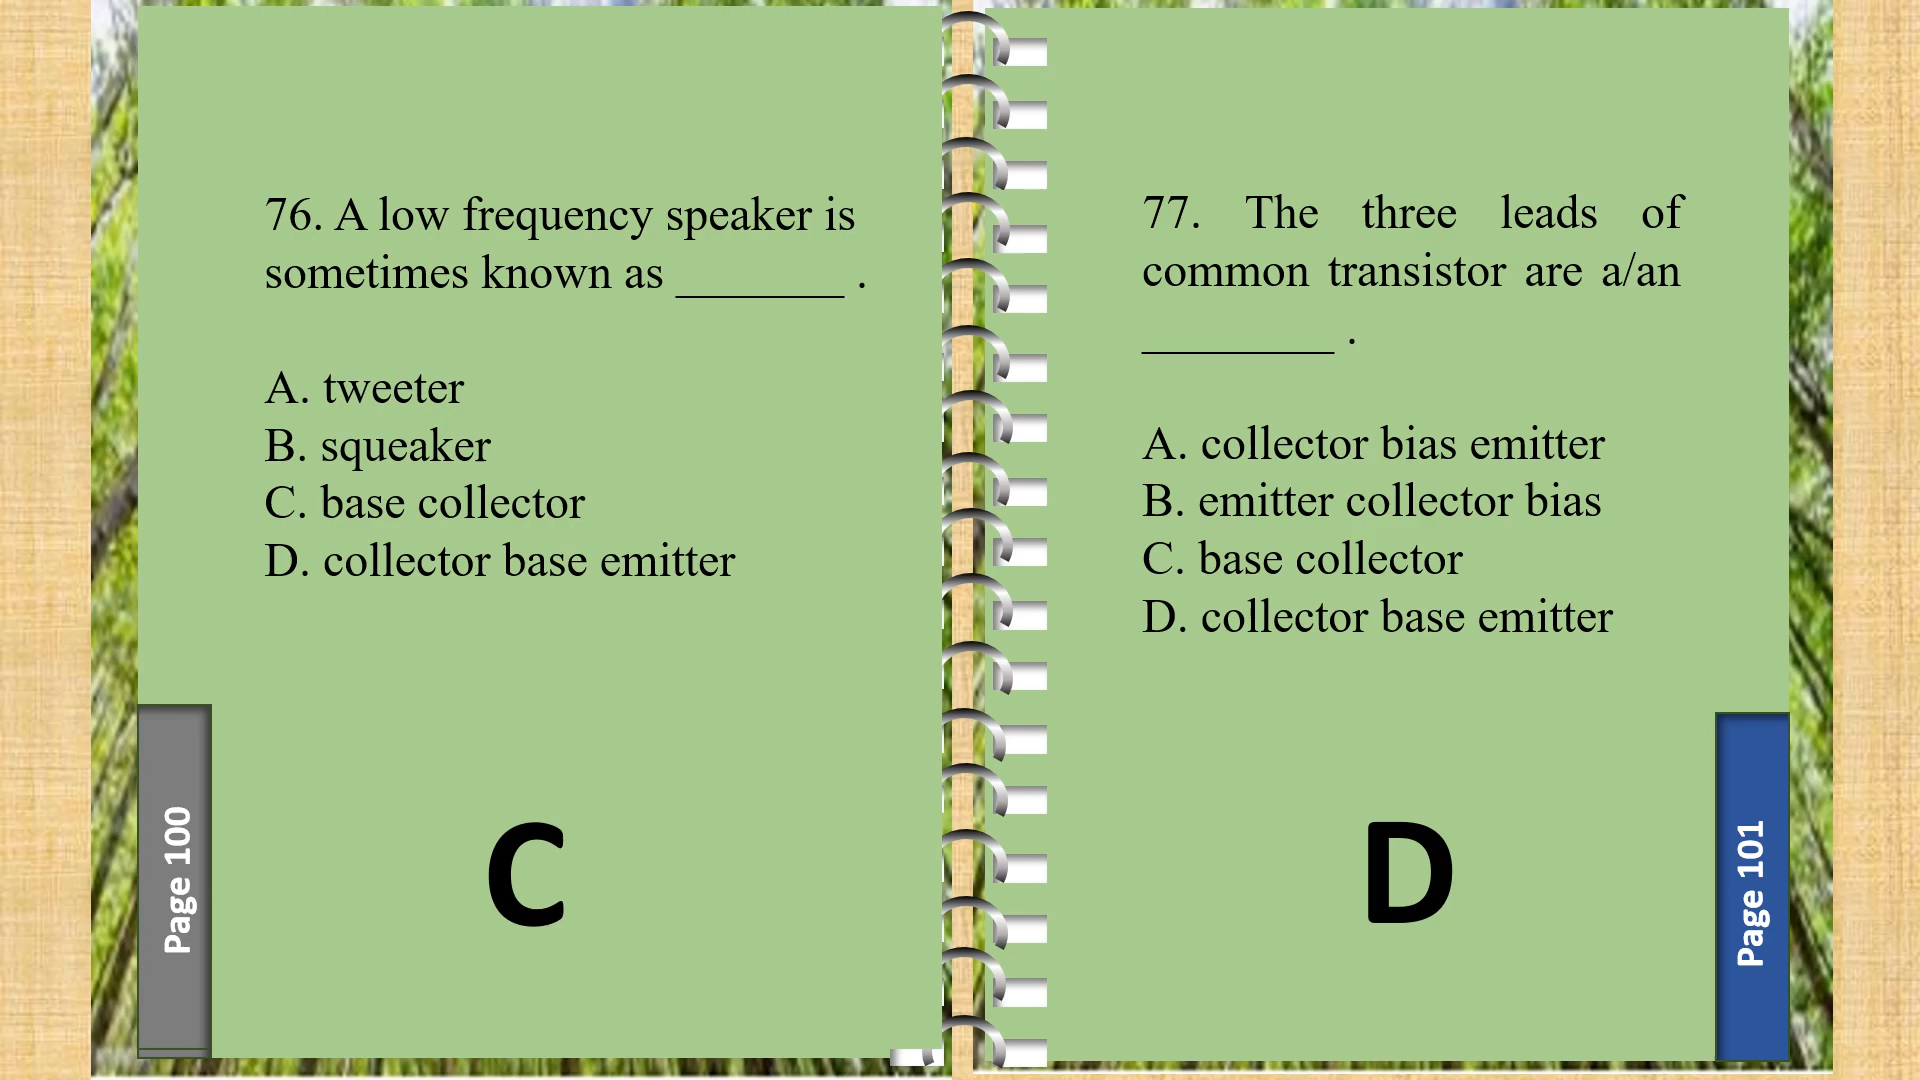 76. A low frequency speaker is
sometimes known as _______ .
A. tweeter
B. squeaker
C. base collector
D. collector base emitter
C
Page 100
77. The three leads of
common transistor are a/an
________ .
A. collector bias emitter
B. emitter collector bias
C. base collector
D. collector base emitter
D
Page 101